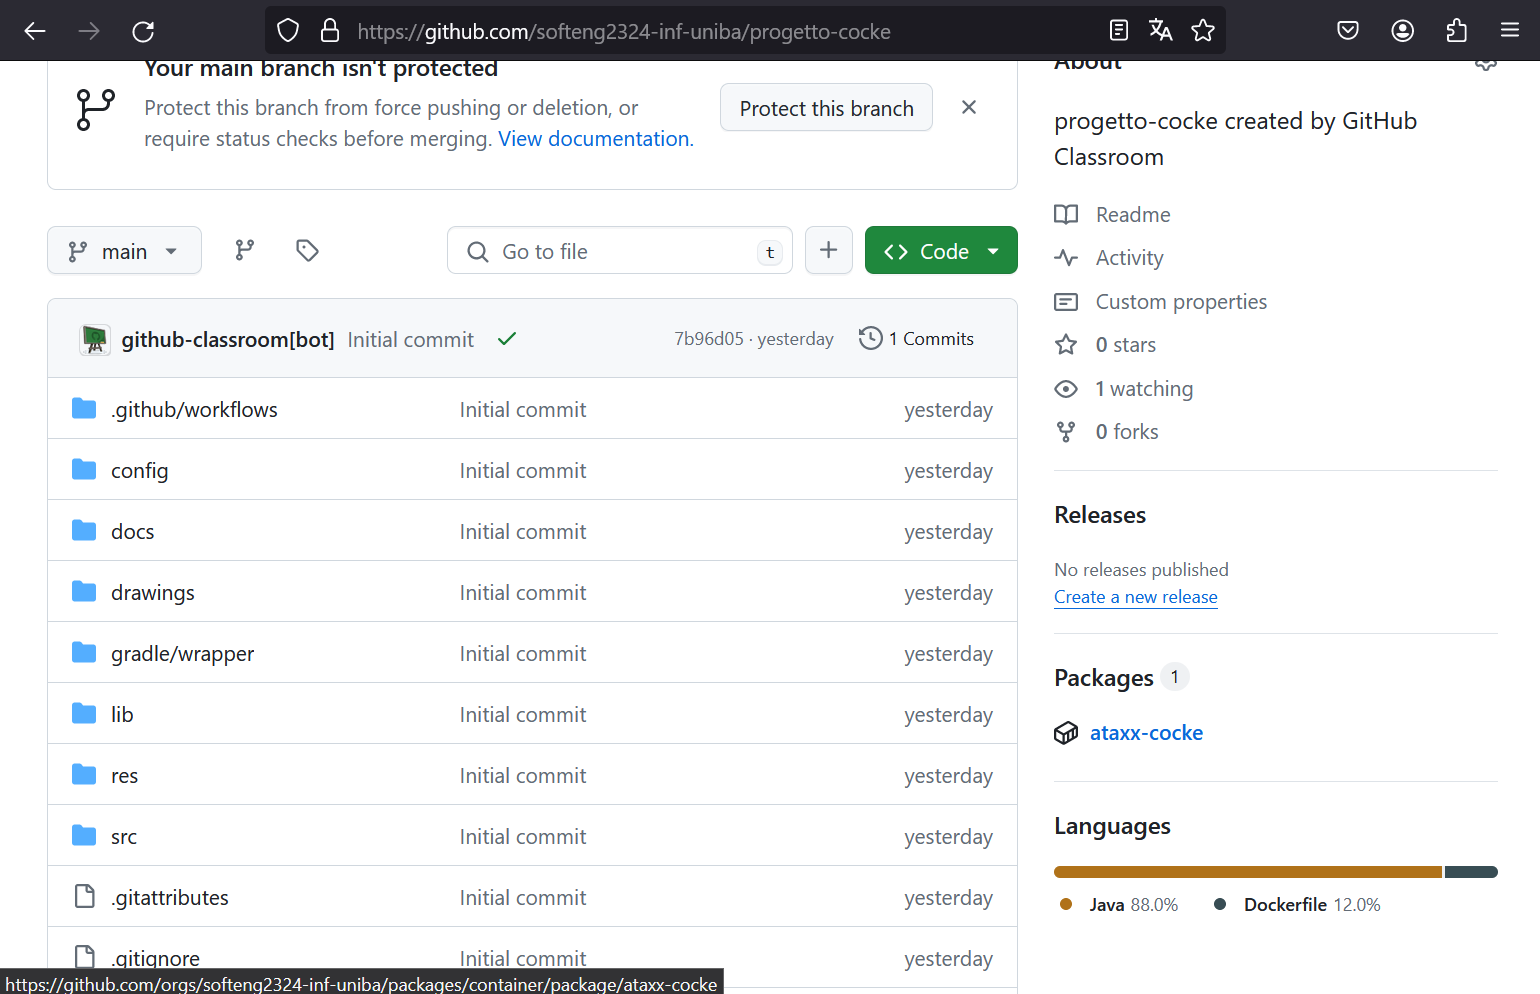 https://github.com/softeng2324-inf-uniba/progetto-cocke
Your main branch isn't protected
Protect this branch from force pushing or deletion, or
require status checks before merging. View documentation.
Protect this branch
main
Go to file
t
Code
github-classroom[bot] Initial commit
7b96d05 · yesterday
1 Commits
.github/workflows Initial commit yesterday
config Initial commit yesterday
docs Initial commit yesterday
drawings Initial commit yesterday
gradle/wrapper Initial commit yesterday
lib Initial commit yesterday
res Initial commit yesterday
src Initial commit yesterday
.gitattributes Initial commit yesterday
.gitignore Initial commit yesterday
About
progetto-cocke created by GitHub
Classroom
Readme
Activity
Custom properties
0 stars
1 watching
0 forks
Releases
No releases published
Create a new release
Packages 1
ataxx-cocke
Languages
Java 88.0% Dockerfile 12.0%
https://github.com/orgs/softeng2324-inf-uniba/packages/container/package/ataxx-cocke